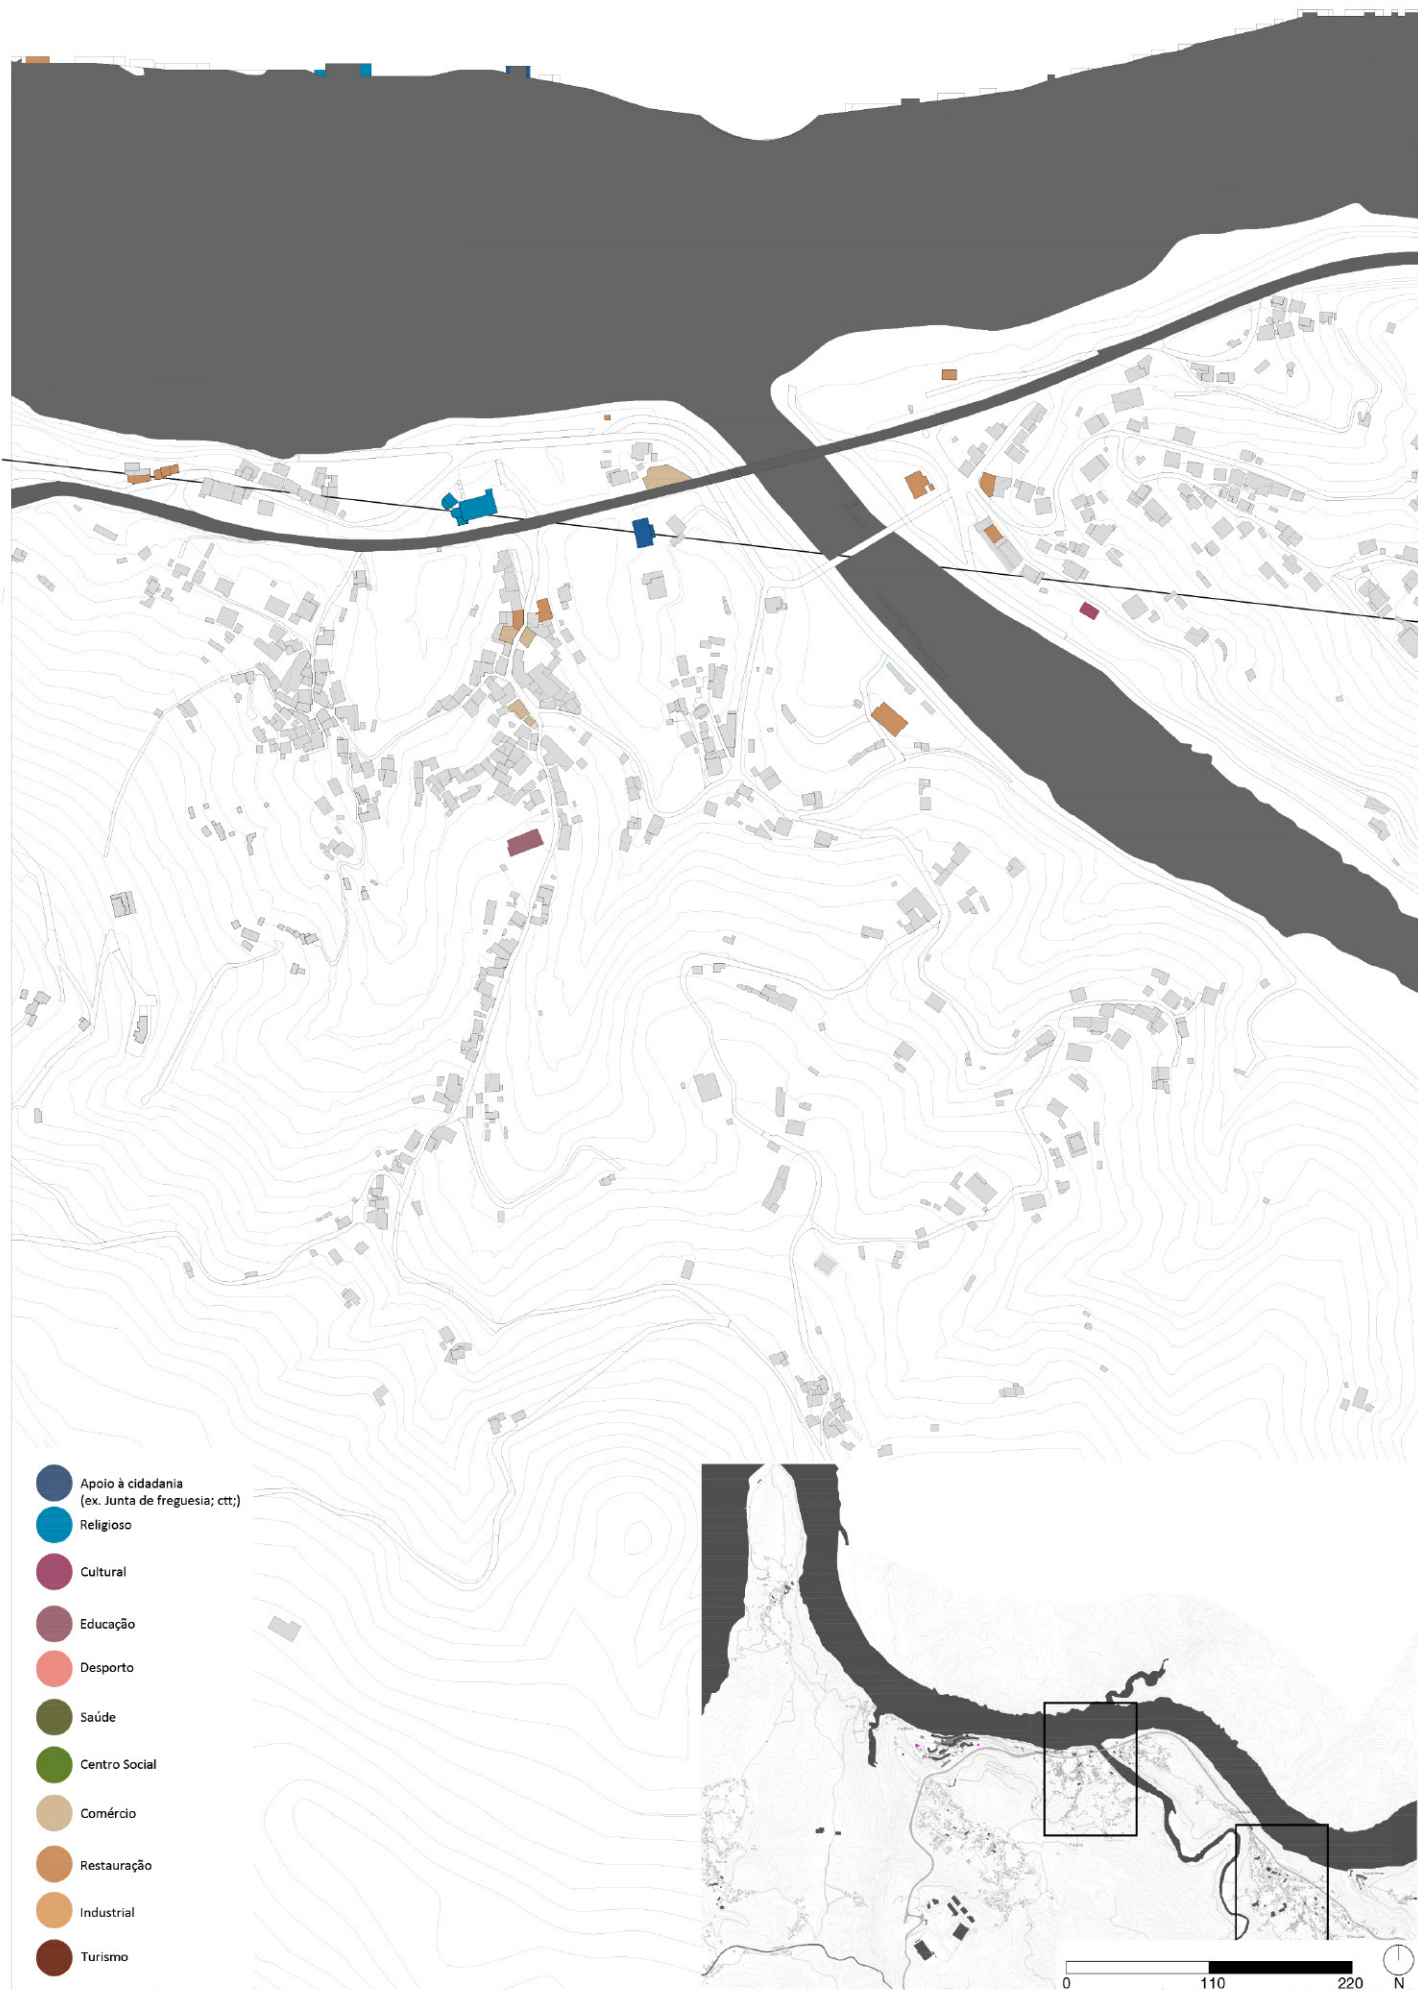 Apoio à cidadania
(ex. Junta de freguesia; ctt;)
Religioso
Cultural
Educação
Desporto
Saúde
Centro Social
Comércio
Restauração
Industrial
Turismo
0 110 220
N